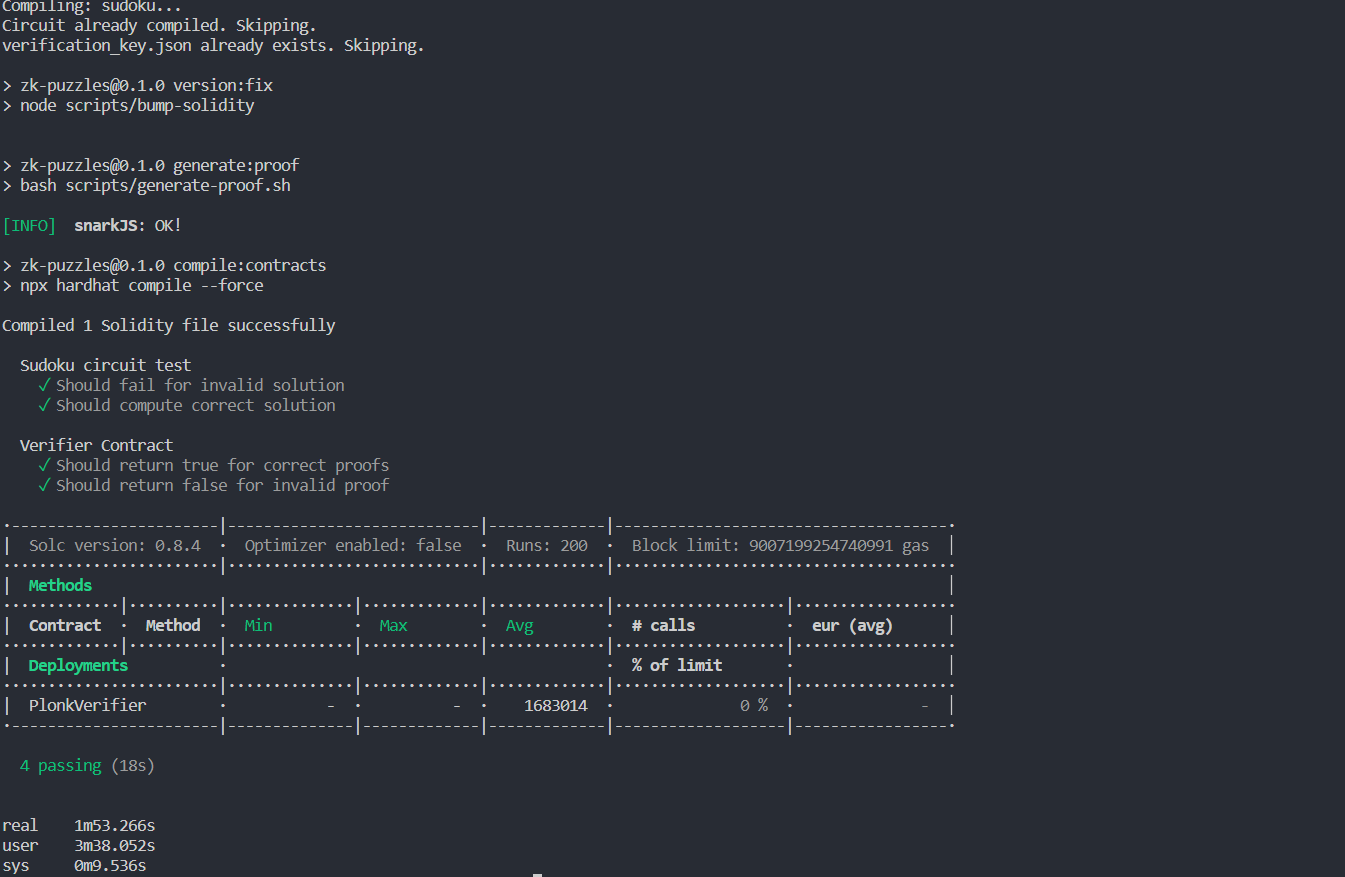 Compiling: sudoku...
Circuit already compiled. Skipping.
verification_key.json already exists. Skipping.
> zk-puzzles@0.1.0 version:fix
> node scripts/bump-solidity
> zk-puzzles@0.1.0 generate:proof
> bash scripts/generate-proof.sh
[INFO]  snarkJS: OK!
> zk-puzzles@0.1.0 compile:contracts
> npx hardhat compile --force
Compiled 1 Solidity file successfully
Sudoku circuit test
✓ Should fail for invalid solution
✓ Should compute correct solution
Verifier Contract
✓ Should return true for correct proofs
✓ Should return false for invalid proof
| Solc version: 0.8.4 · Optimizer enabled: false · Runs: 200 · Block limit: 9007199254740991 gas |
| Methods |
| Contract · Method · Min · Max · Avg · # calls · eur (avg) |
| Deployments · · % of limit · |
| PlonkVerifier · - · - · 1683014 · 0 % · - |
4 passing (18s)
real 1m53.266s
user 3m38.052s
sys 0m9.536s